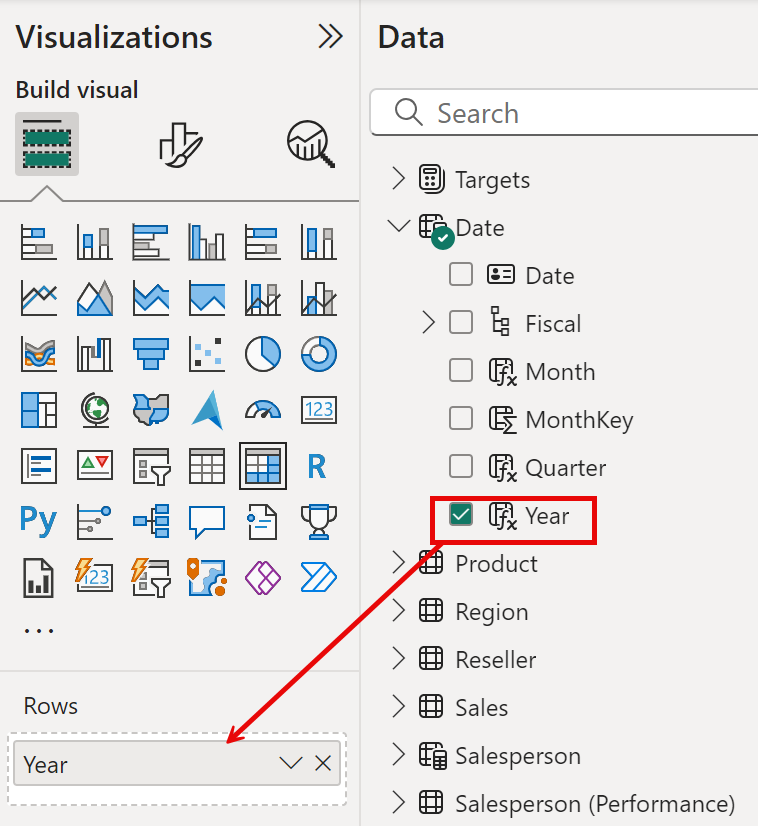 Visualizations
Build visual
123
R
Py
123
...
Rows
Year
Data
Search
Targets
Date
Date
Fiscal
Month
MonthKey
Quarter
Year
Product
Region
Reseller
Sales
Salesperson
Salesperson (Performance)